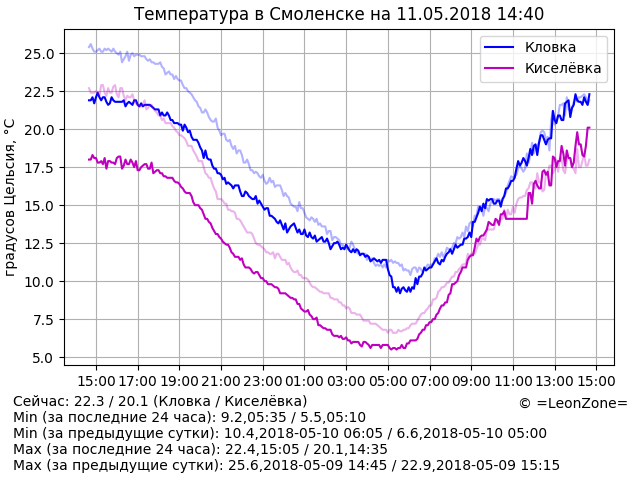 Температура в Смоленске на 11.05.2018 14:40
Кловка
Киселёвка
градусов Цельсия, °C
25.0
22.5
20.0
17.5
15.0
12.5
10.0
7.5
5.0
15:00 17:00 19:00 21:00 23:00 01:00 03:00 05:00 07:00 09:00 11:00 13:00 15:00
Сейчас: 22.3 / 20.1 (Кловка / Киселёвка)
© =LeonZone=
Min (за последние 24 часа): 9.2,05:35 / 5.5,05:10
Min (за предыдущие сутки): 10.4,2018-05-10 06:05 / 6.6,2018-05-10 05:00
Max (за последние 24 часа): 22.4,15:05 / 20.1,14:35
Max (за предыдущие сутки): 25.6,2018-05-09 14:45 / 22.9,2018-05-09 15:15